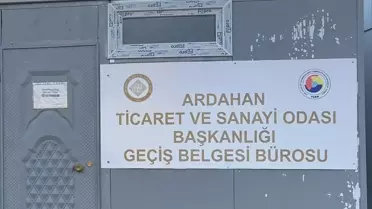 ARDAHAN
TİCARET VE SANAYİ ODASI
BAŞKANLIĞI
GEÇİŞ BELGESİ BÜROSU